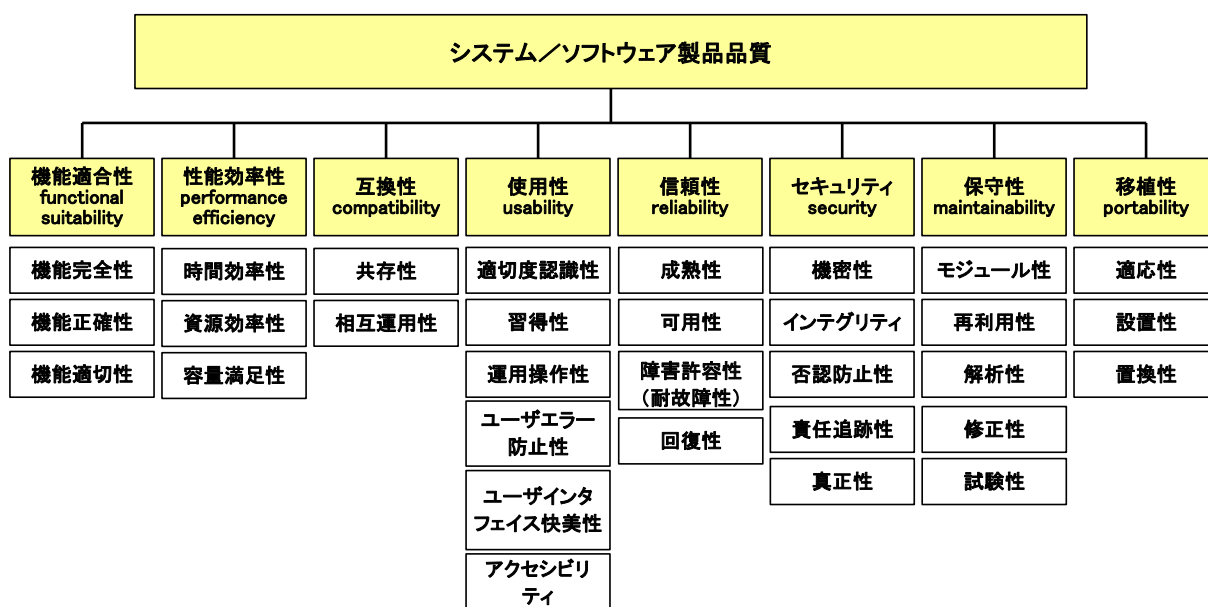 システム／ソフトウェア製品品質
機能適合性
functional
suitability
機能完全性
機能正確性
機能適切性
性能効率性
performance
efficiency
時間効率性
資源効率性
容量満足性
互換性
compatibility
共存性
相互運用性
使用性
usability
適切度認識性
習得性
運用操作性
ユーザエラー
防止性
ユーザインタ
フェイス快美性
アクセシビリ
ティ
信頼性
reliability
成熟性
可用性
障害許容性
（耐故障性）
回復性
セキュリティ
security
機密性
インテグリティ
否認防止性
責任追跡性
真正性
保守性
maintainability
モジュール性
再利用性
解析性
修正性
試験性
移植性
portability
適応性
設置性
置換性